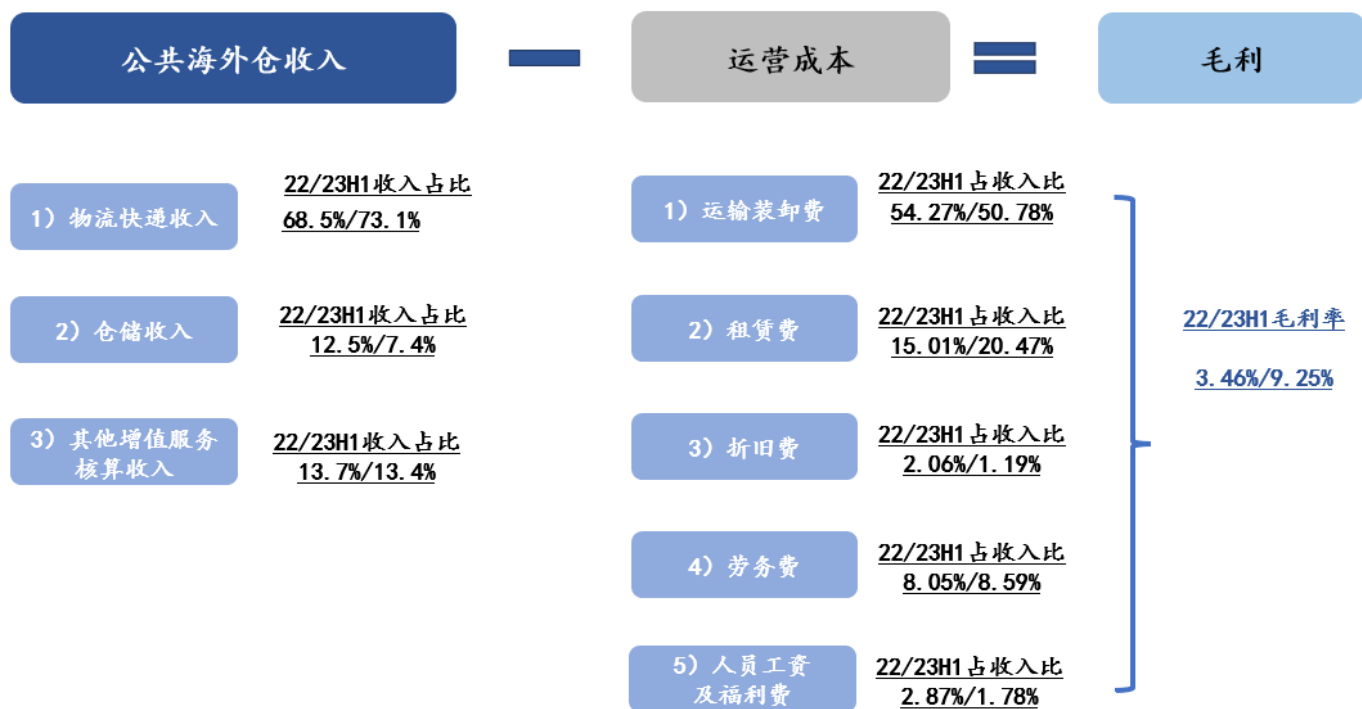 公共海外仓收入
运营成本
毛利
1）物流快递收入
22/23H1收入占比
68.5%/73.1%
2）仓储收入
22/23H1收入占比
12.5%/7.4%
3）其他增值服务
核算收入
22/23H1收入占比
13.7%/13.4%
1）运输装卸费
22/23H1占收入比
54.27%/50.78%
2）租赁费
22/23H1占收入比
15.01%/20.47%
3）折旧费
22/23H1占收入比
2.06%/1.19%
4）劳务费
22/23H1占收入比
8.05%/8.59%
5）人员工资
及福利费
22/23H1占收入比
2.87%/1.78%
22/23H1毛利率
3.46%/9.25%